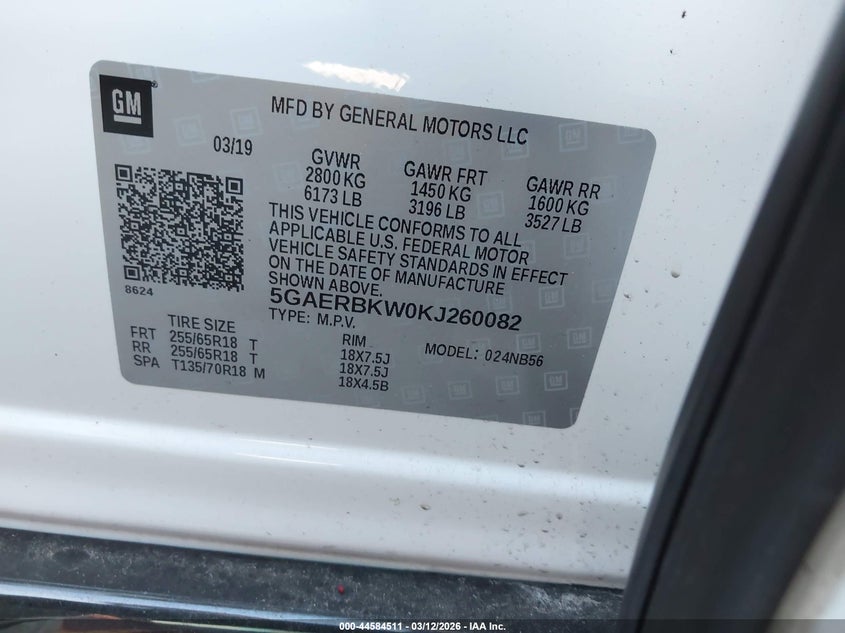 GM
MFD BY GENERAL MOTORS LLC
03/19
GVWR
2800 KG
6173 LB
GAWR FRT
1450 KG
3196 LB
GAWR RR
1600 KG
3527 LB
THIS VEHICLE CONFORMS TO ALL
APPLICABLE U.S. FEDERAL MOTOR
VEHICLE SAFETY STANDARDS IN EFFECT
ON THE DATE OF MANUFACTURE
SHOWN ABOVE.
8624
5GAERBKW0KJ260082
TYPE: M.P.V.
MODEL: 024NB56
TIRE SIZE RIM
FRT 255/65R18 T 18X7.5J
RR 255/65R18 T 18X7.5J
SPA T135/70R18 M 18X4.5B
000-44584511 - 03/12/2026 - IAA Inc.